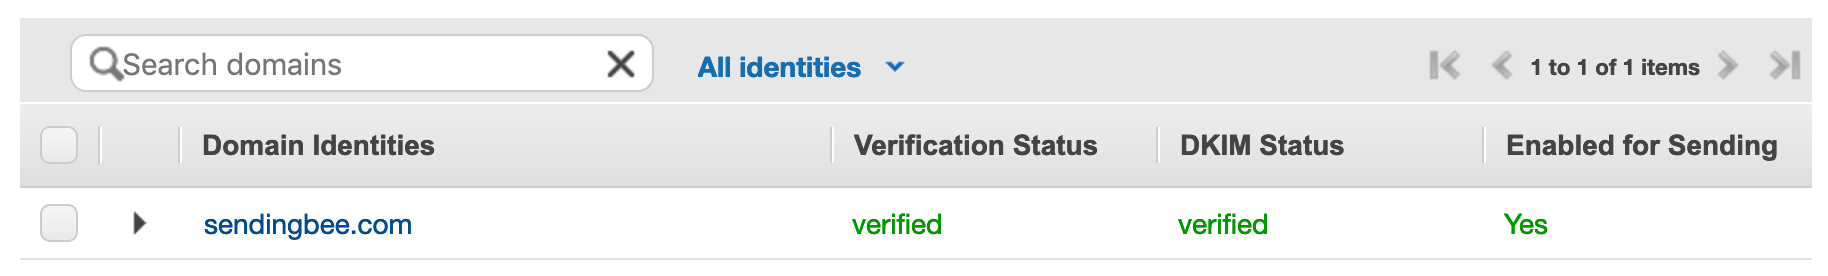 Search domains All identities 1 to 1 of 1 items
Domain Identities Verification Status DKIM Status Enabled for Sending
sendingbee.com verified verified Yes